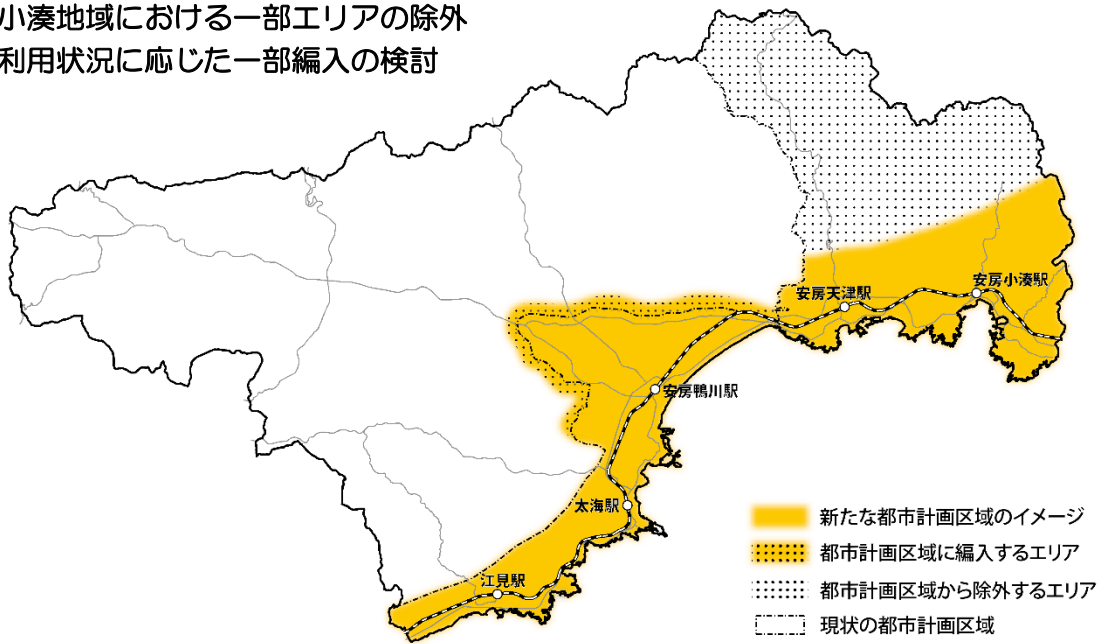 小湊地域における一部エリアの除外
利用状況に応じた一部編入の検討
安房小湊駅
安房天津駅
安房鴨川駅
太海駅
江見駅
新たな都市計画区域のイメージ
都市計画区域に編入するエリア
都市計画区域から除外するエリア
現状の都市計画区域